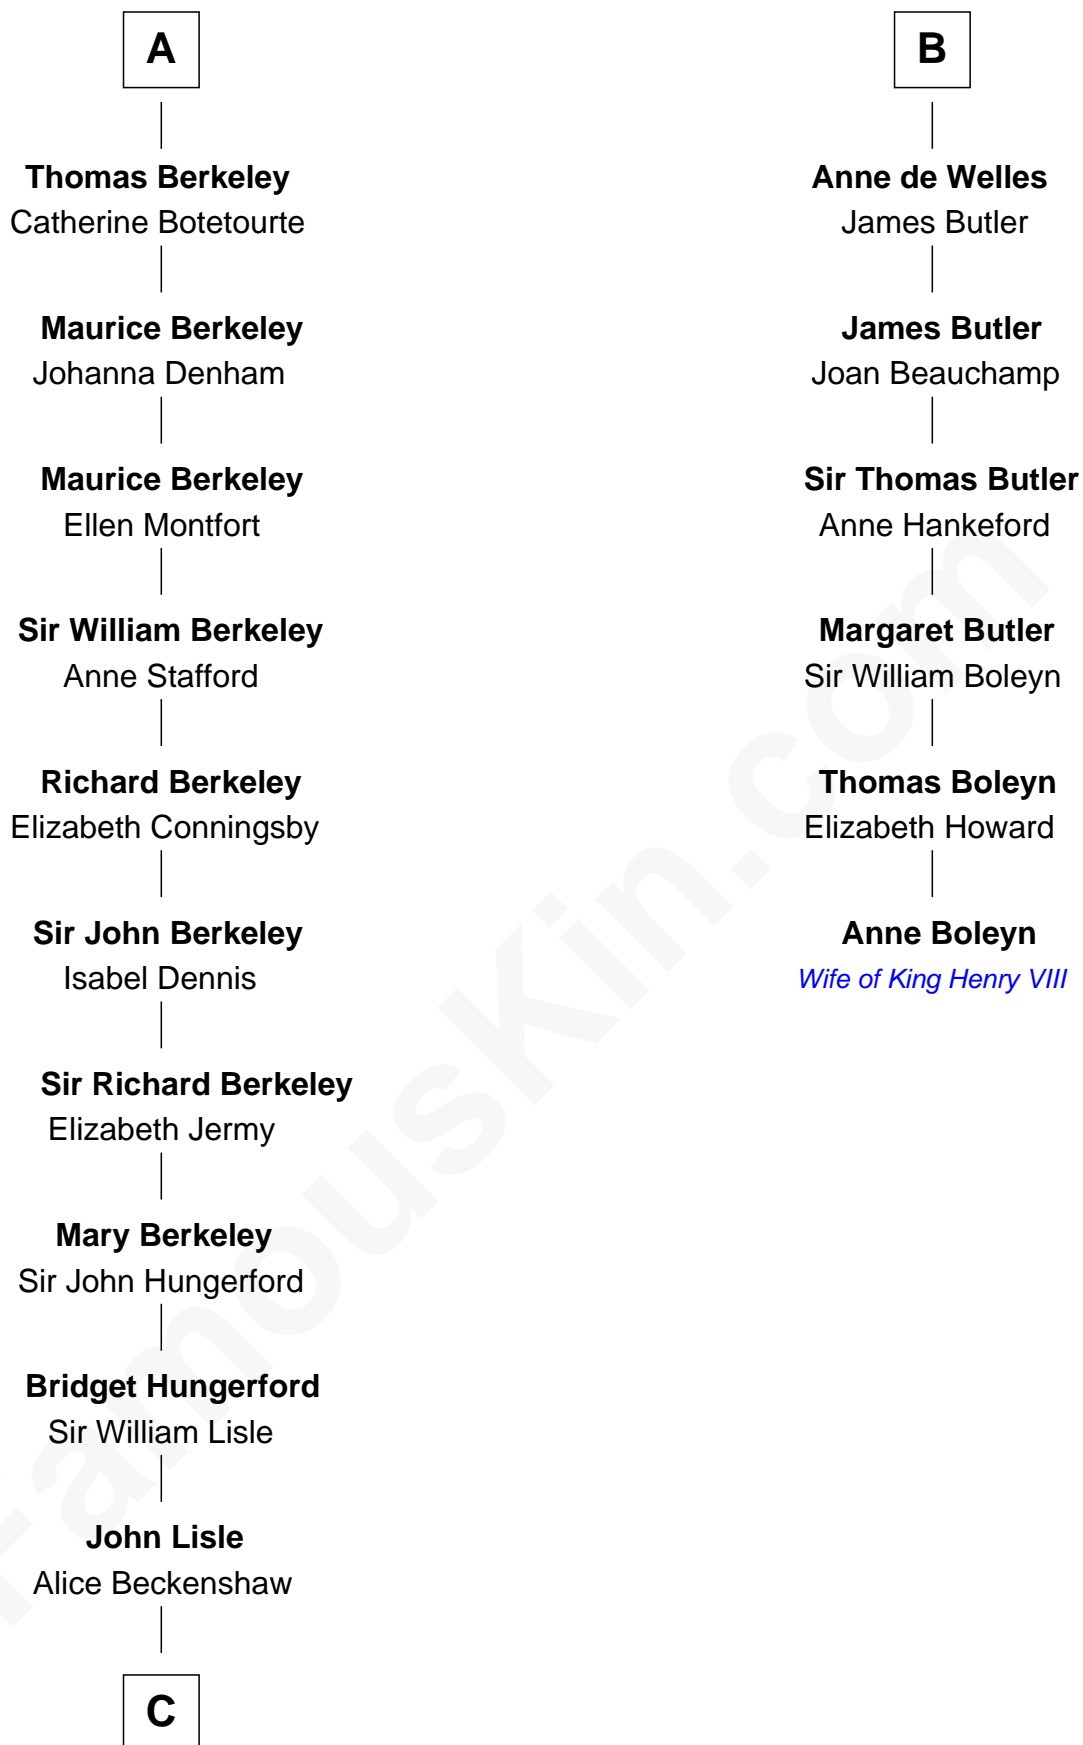 A
Thomas Berkeley
Catherine Botetourte
Maurice Berkeley
Johanna Denham
Maurice Berkeley
Ellen Montfort
Sir William Berkeley
Anne Stafford
Richard Berkeley
Elizabeth Conningsby
Sir John Berkeley
Isabel Dennis
Sir Richard Berkeley
Elizabeth Jermy
Mary Berkeley
Sir John Hungerford
Bridget Hungerford
Sir William Lisle
John Lisle
Alice Beckenshaw
C
B
Anne de Welles
James Butler
James Butler
Joan Beauchamp
Sir Thomas Butler
Anne Hankeford
Margaret Butler
Sir William Boleyn
Thomas Boleyn
Elizabeth Howard
Anne Boleyn
Wife of King Henry VIII
FamousKin.com